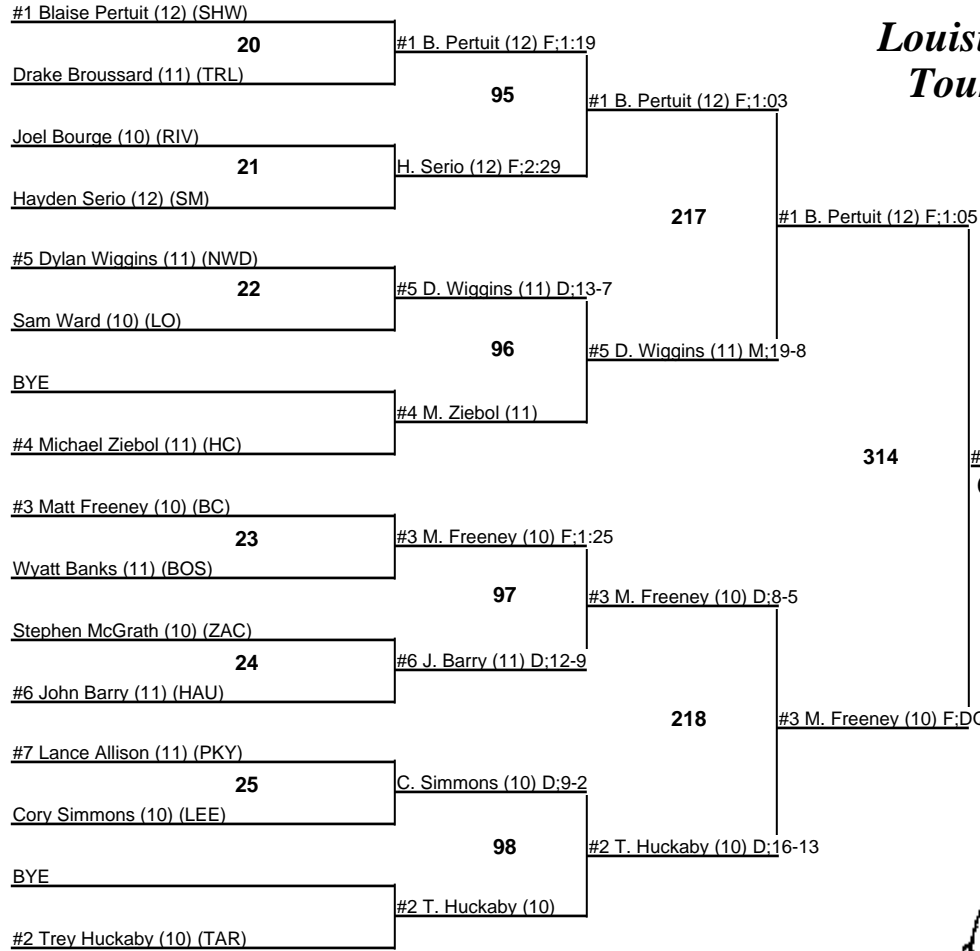 #1 Blaise Pertuit (12) (SHW)
20
Drake Broussard (11) (TRL)
Joel Bourge (10) (RIV)
21
Hayden Serio (12) (SM)
#5 Dylan Wiggins (11) (NWD)
22
Sam Ward (10) (LO)
BYE
#4 Michael Ziebol (11) (HC)
#3 Matt Freeney (10) (BC)
23
Wyatt Banks (11) (BOS)
Stephen McGrath (10) (ZAC)
24
#6 John Barry (11) (HAU)
#7 Lance Allison (11) (PKY)
25
Cory Simmons (10) (LEE)
BYE
#2 Trey Huckaby (10) (TAR)
#1 B. Pertuit (12) F;1:19
95
H. Serio (12) F;2:29
#5 D. Wiggins (11) D;13-7
96
#4 M. Ziebol (11)
#3 M. Freeney (10) F;1:25
97
#6 J. Barry (11) D;12-9
C. Simmons (10) D;9-2
98
#2 T. Huckaby (10)
#1 B. Pertuit (12) F;1:03
217
#5 D. Wiggins (11) M;19-8
#3 M. Freeney (10) D;8-5
218
#2 T. Huckaby (10) D;16-13
#1 B. Pertuit (12) F;1:05
314
#3 M. Freeney (10)
#